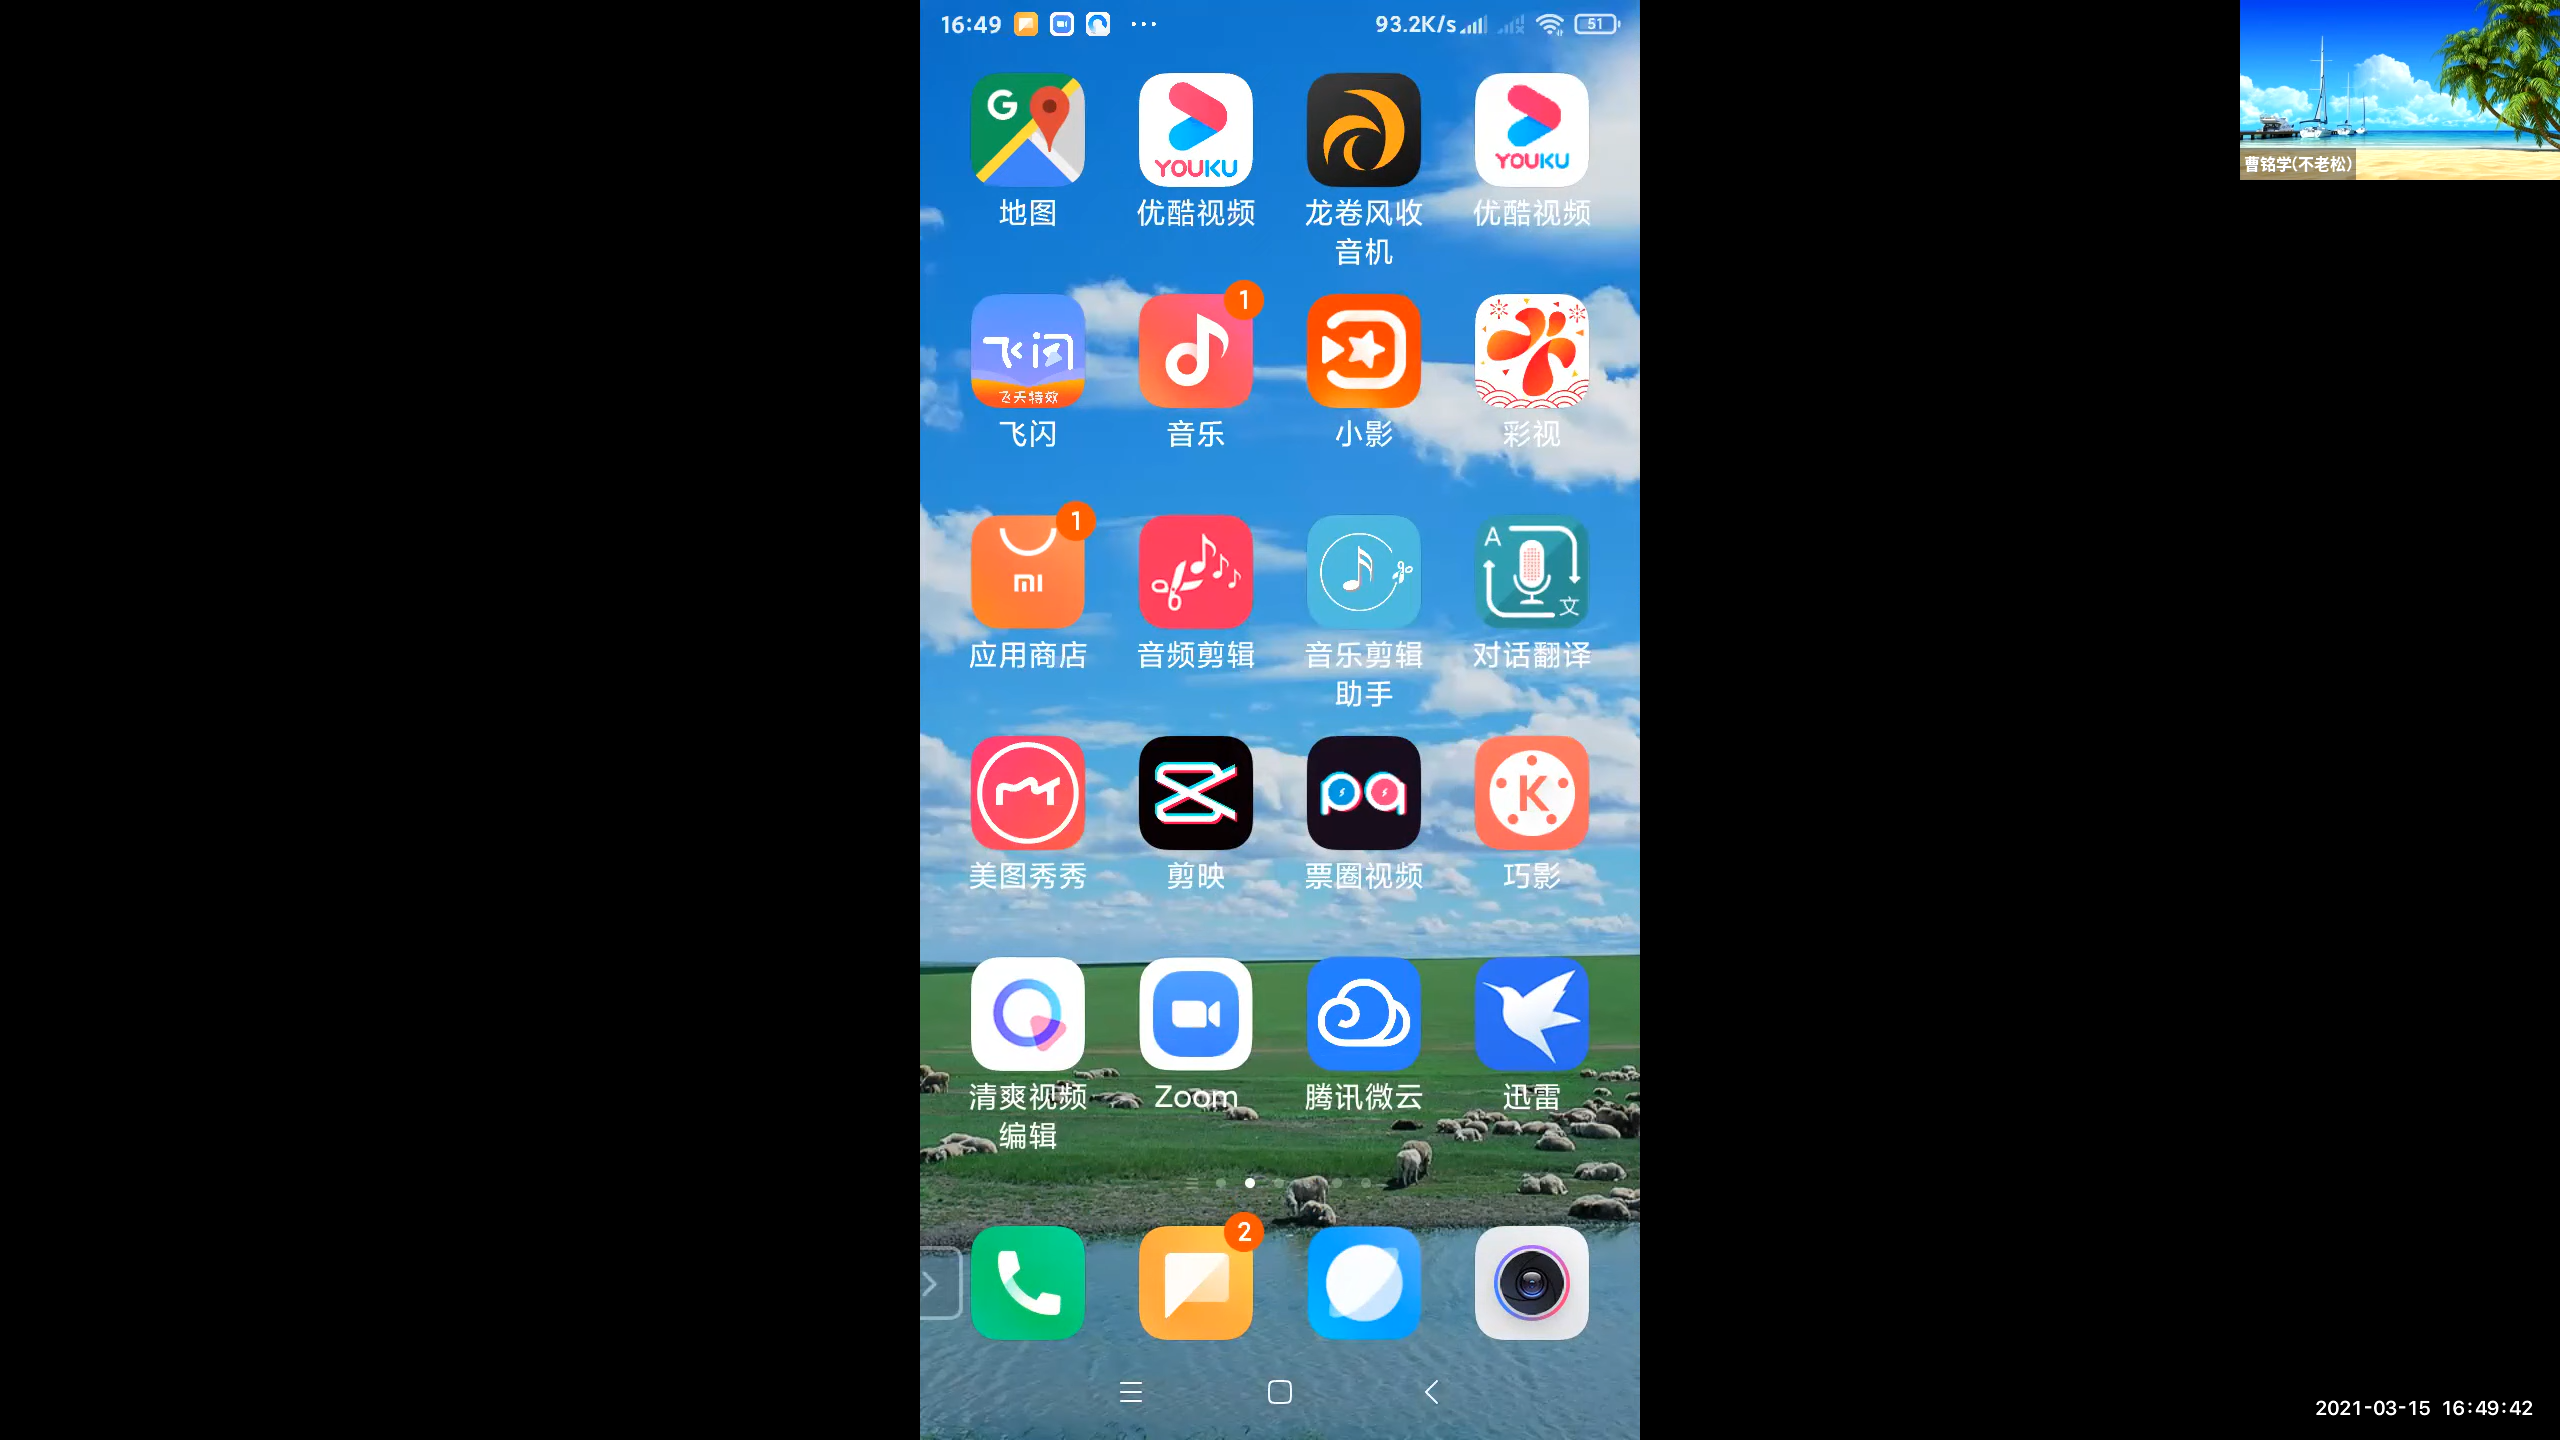 16:49
93.2K/s
51
G
YOUKU
YOUKU
地图
优酷视频
龙卷风收
音机
优酷视频
曹铭学(不老松)
飞闪
飞天特效
1
飞闪
音乐
小影
彩视
1
mi
A
文
应用商店
音频剪辑
音乐剪辑
助手
对话翻译
pq
K
美图秀秀
剪映
票圈视频
巧影
清爽视频
编辑
Zoom
腾讯微云
迅雷
2
2021-03-15 16:49:42